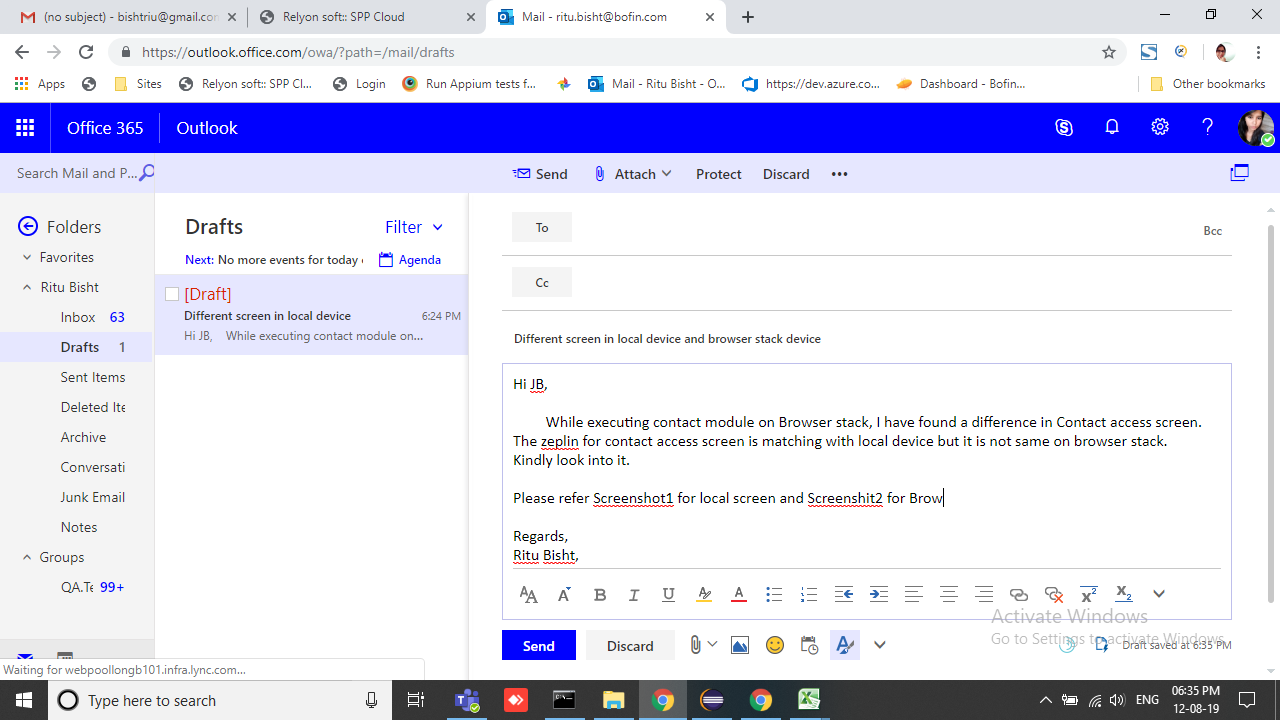 (no subject) - bishtriu@gmail.con
Relyon soft:: SPP Cloud
Mail - ritu.bisht@bofin.com
https://outlook.office.com/owa/?path=/mail/drafts
Apps
Sites
Relyon soft:: SPP Cl...
Login
Run Appium tests f...
Mail - Ritu Bisht - O...
https://dev.azure.co...
Dashboard - Bofin...
Other bookmarks
Office 365
Outlook
Search Mail and P...
Send
Attach
Protect
Discard
Folders
Favorites
Ritu Bisht
Inbox 63
Drafts 1
Sent Items
Deleted Ite
Archive
Conversati
Junk Email
Notes
Groups
QA.Te 99+
Drafts
Filter
Next: No more events for today
Agenda
[Draft]
Different screen in local device 6:24 PM
Hi JB, While executing contact module on...
To
Bcc
Cc
Different screen in local device and browser stack device
Hi JB,
While executing contact module on Browser stack, I have found a difference in Contact access screen.
The zeplin for contact access screen is matching with local device but it is not same on browser stack.
Kindly look into it.
Please refer Screenshot1 for local screen and Screenshit2 for Brow
Regards,
Ritu Bisht,
Activate Windows
Go to Settings to activate Windows.
Send
Discard
Draft saved at 6:35 PM
Waiting for webpoollongb101.infra.lync.com...
Type here to search
ENG
06:35 PM
12-08-19